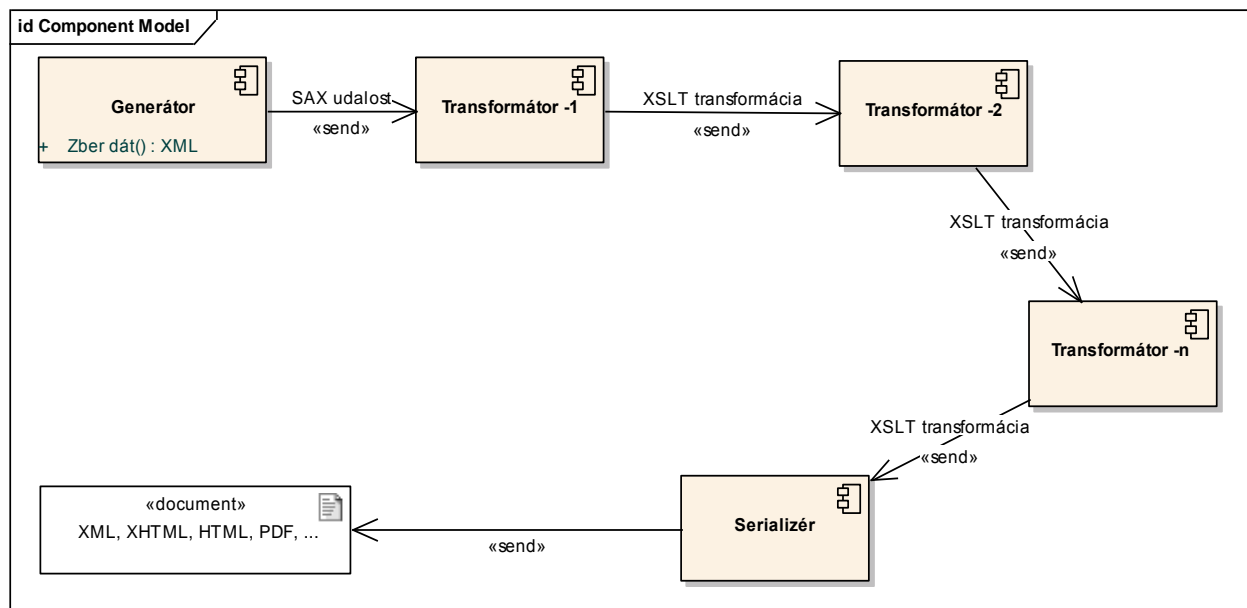 id Component Model
Generátor
+ Zber dát() : XML
SAX udalost
«send»
Transformátor -1
XSLT transformácia
«send»
Transformátor -2
XSLT transformácia
«send»
Transformátor -n
XSLT transformácia
«send»
Serializér
«send»
«document»
XML, XHTML, HTML, PDF, ...